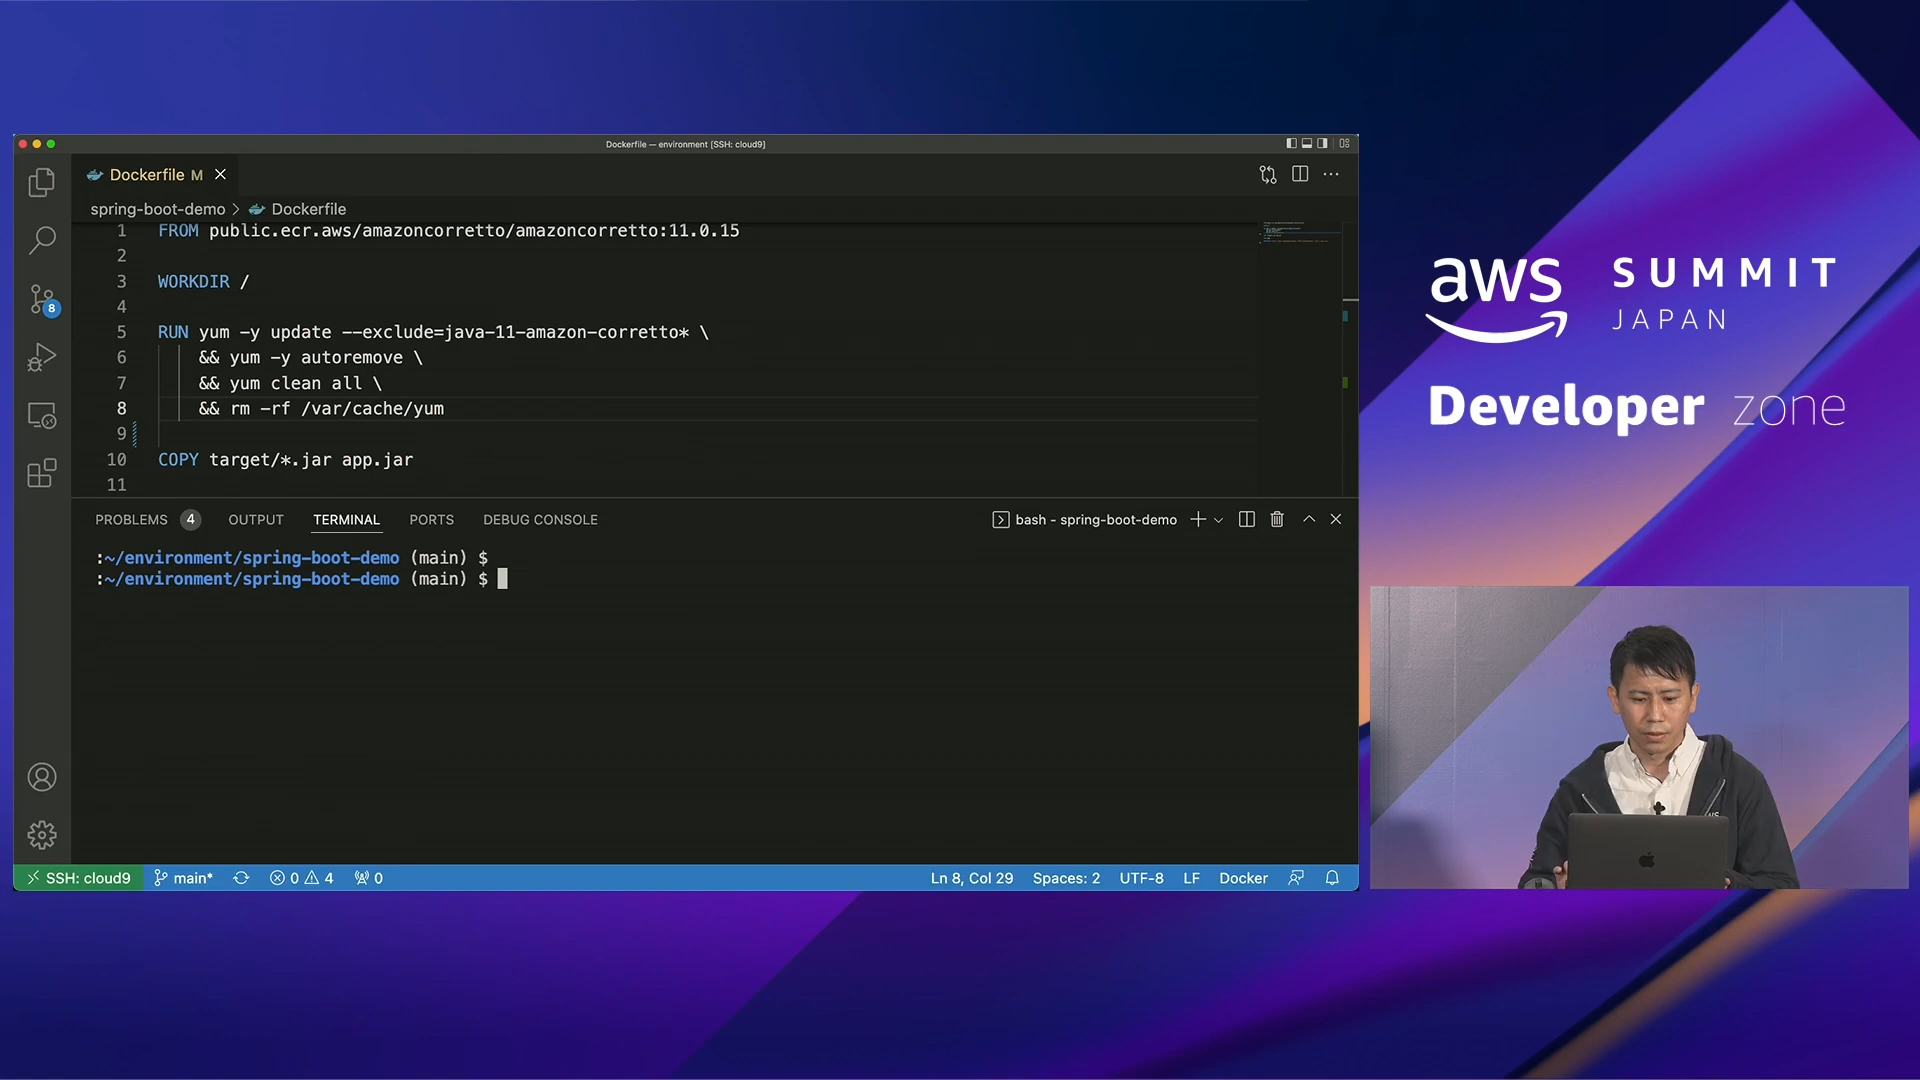 Dockerfile — environment [SSH: cloud9]
Dockerfile M
spring-boot-demo > Dockerfile
1 FROM public.ecr.aws/amazoncorretto/amazoncorretto:11.0.15
2
3 WORKDIR /
4
5 RUN yum -y update --exclude=java-11-amazon-corretto* \
6 && yum -y autoremove \
7 && yum clean all \
8 && rm -rf /var/cache/yum
9
10 COPY target/*.jar app.jar
11
8
PROBLEMS 4 OUTPUT TERMINAL PORTS DEBUG CONSOLE bash - spring-boot-demo
:~/environment/spring-boot-demo (main) $
:~/environment/spring-boot-demo (main) $
SSH: cloud9 main* 0 4 0 Ln 8, Col 29 Spaces: 2 UTF-8 LF Docker
aws SUMMIT
JAPAN
Developer zone